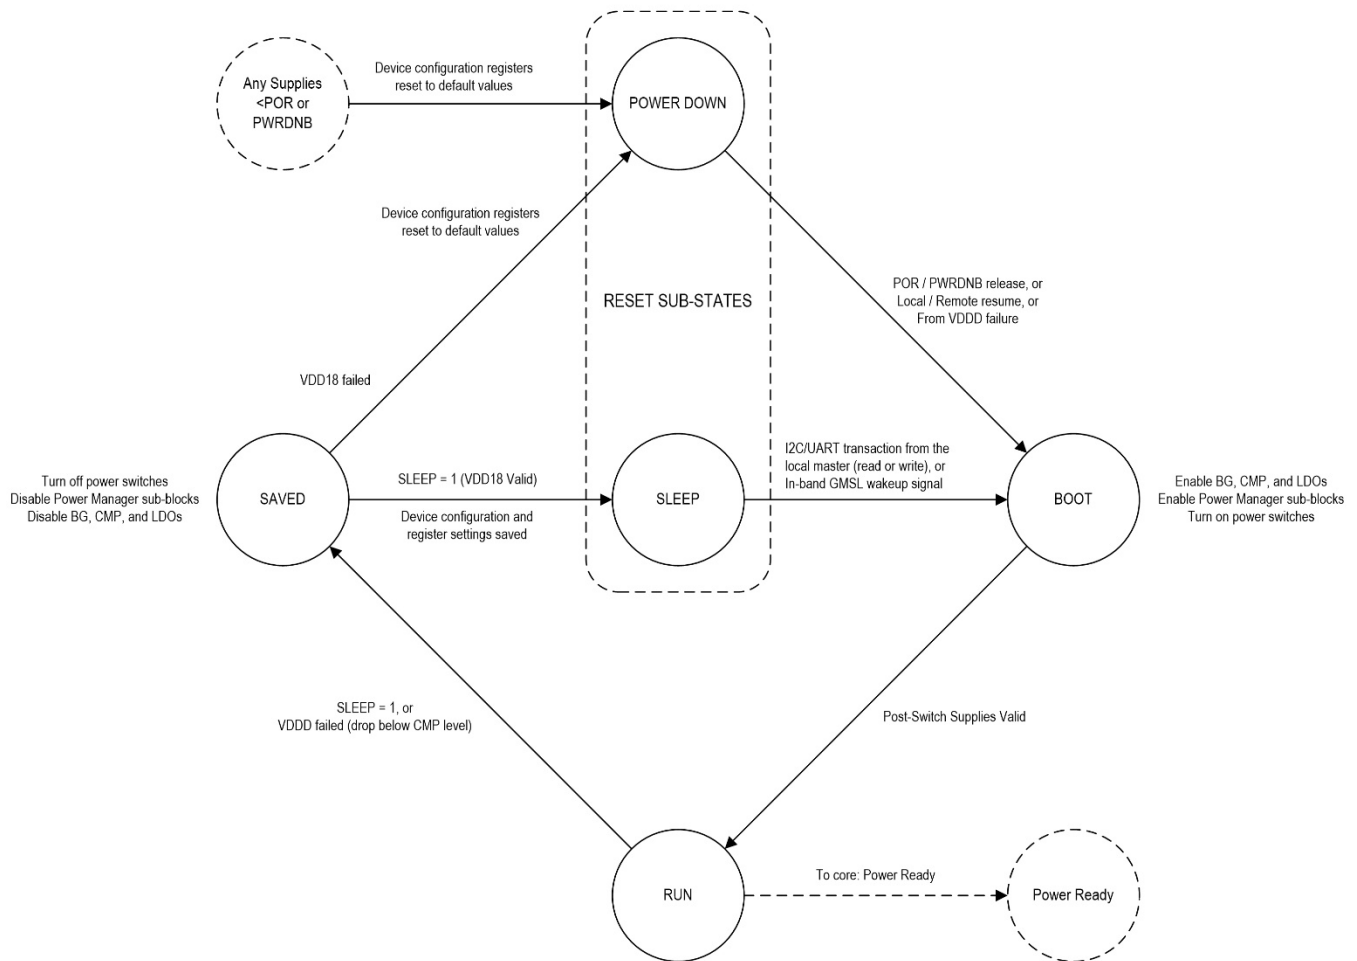 Any Supplies
<POR or
PWRDNB
Device configuration registers
reset to default values
POWER DOWN
Device configuration registers
reset to default values
RESET SUB-STATES
POR / PWRDNB release, or
Local / Remote resume, or
From VDDD failure
VDD18 failed
Turn off power switches
Disable Power Manager sub-blocks
Disable BG, CMP, and LDOs
SAVED
SLEEP = 1 (VDD18 Valid)
Device configuration and
register settings saved
SLEEP
I2C/UART transaction from the
local master (read or write), or
In-band GMSL wakeup signal
BOOT
Enable BG, CMP, and LDOs
Enable Power Manager sub-blocks
Turn on power switches
SLEEP = 1, or
VDDD failed (drop below CMP level)
Post-Switch Supplies Valid
RUN
To core: Power Ready
Power Ready